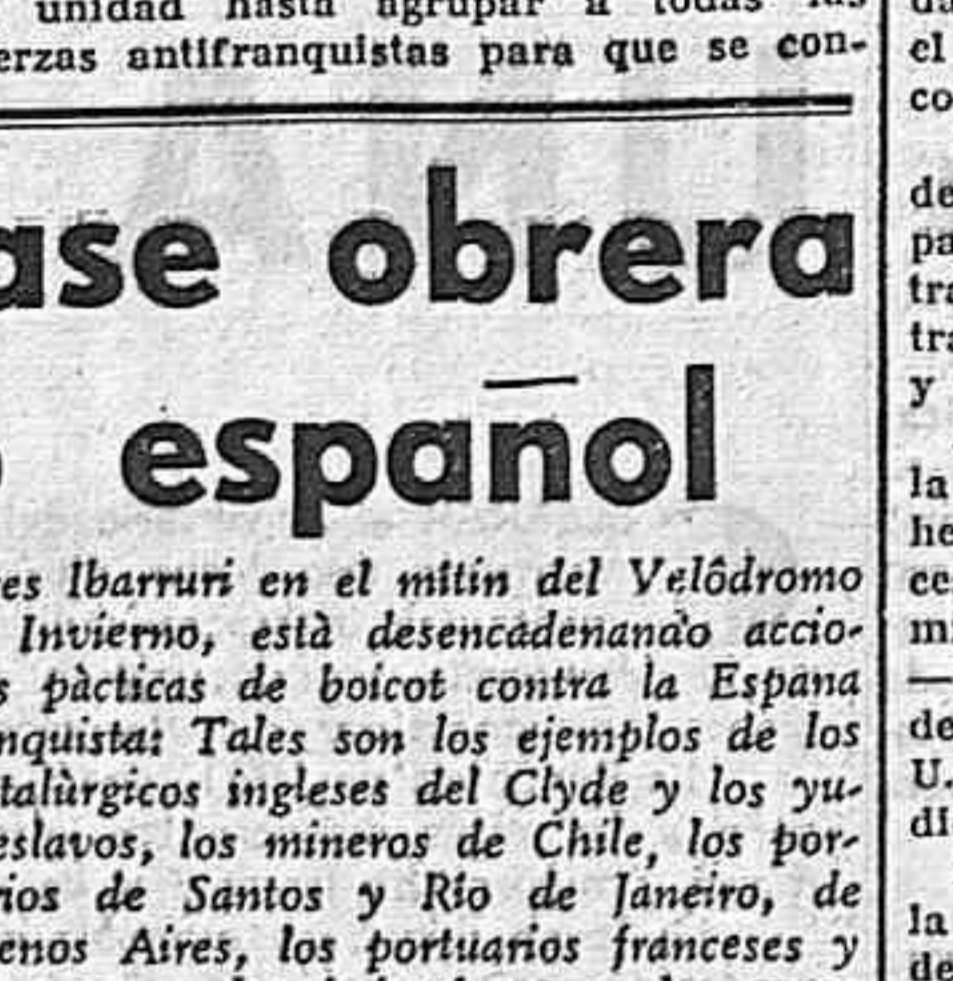 unidad hasta agrupar a todas las
erzas antifranquistas para que se con-
ase obrera
español
es Ibarruri en el mitin del Velôdromo
Invierno, està desencadenando accio-
s pàcticas de boicot contra la Espana
nquista: Tales son los ejemplos de los
talùrgicos ingleses del Clyde y los yu-
eslavos, los mineros de Chile, los por-
rios de Santos y Rio de Janeiro, de
enos Aires, los portuarios franceses y
el
co
de
pa
tra
tra
y
la
he
ce
m
de
U.
di
la
de